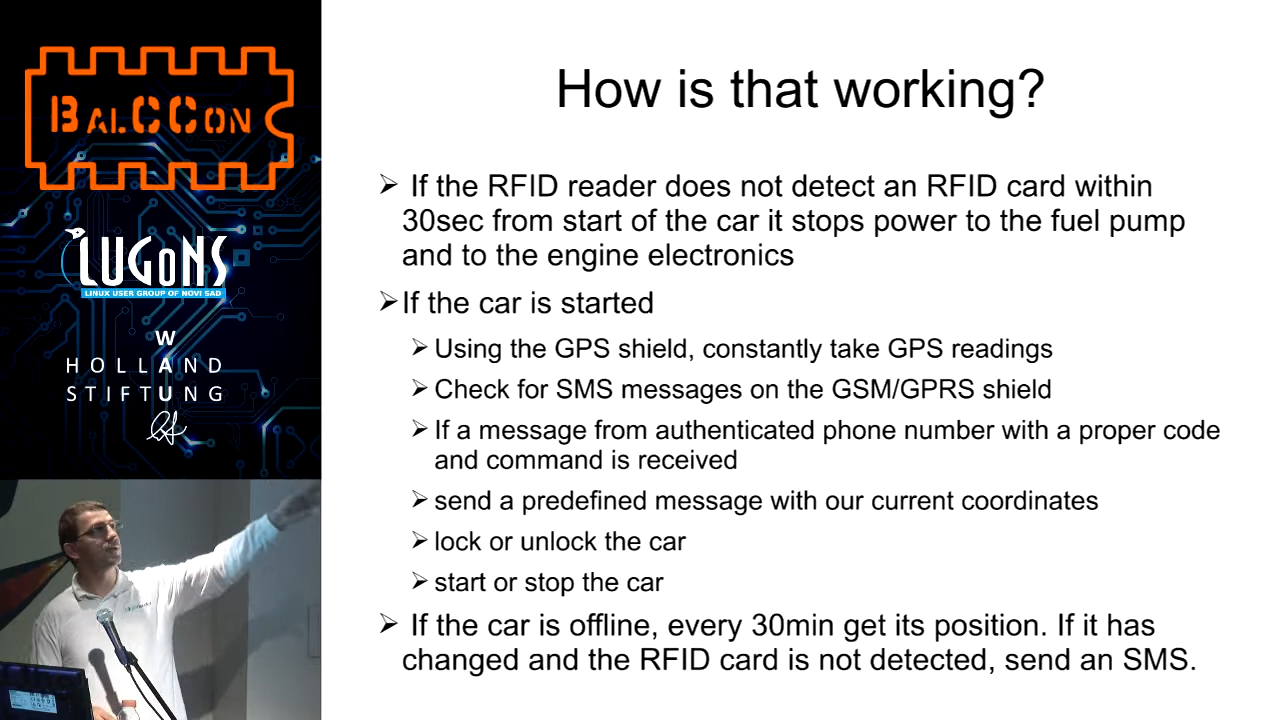 BALCCON
LUGONS
LINUX USER GROUP OF NOVI SAD
W
HOLLAND
STIFTUNG
How is that working?
If the RFID reader does not detect an RFID card within
30sec from start of the car it stops power to the fuel pump
and to the engine electronics
If the car is started
Using the GPS shield, constantly take GPS readings
Check for SMS messages on the GSM/GPRS shield
If a message from authenticated phone number with a proper code
and command is received
send a predefined message with our current coordinates
lock or unlock the car
start or stop the car
If the car is offline, every 30min get its position. If it has
changed and the RFID card is not detected, send an SMS.